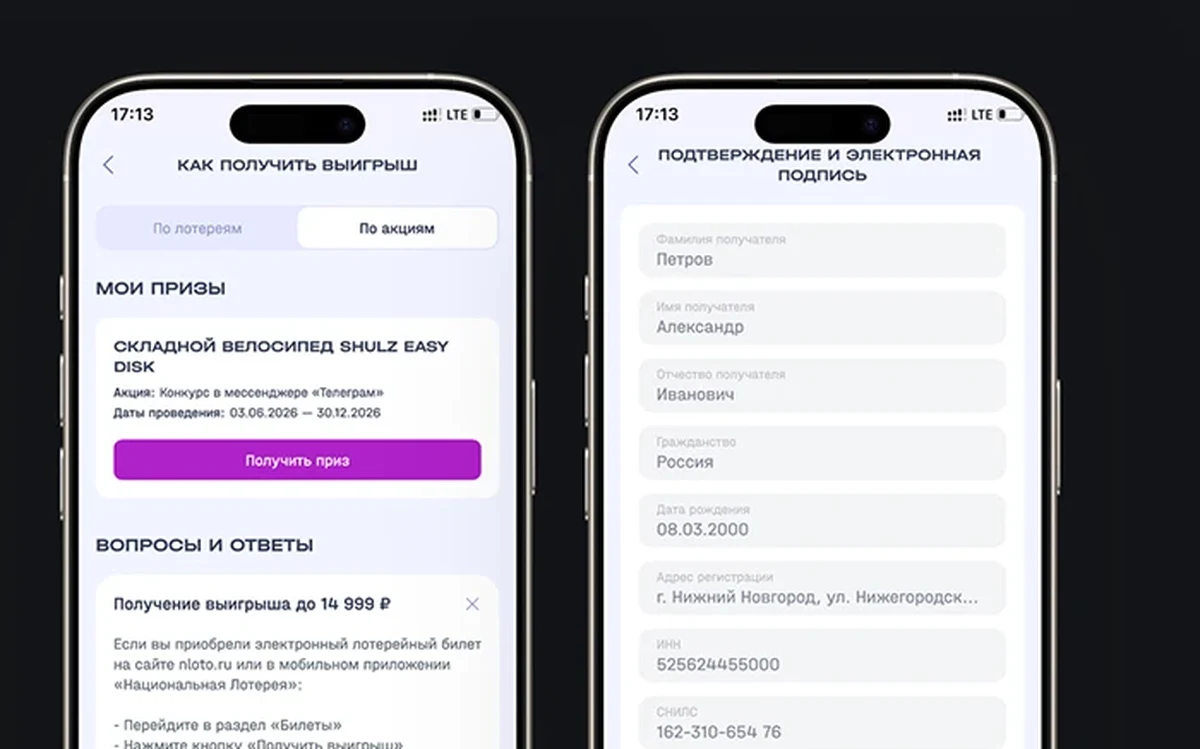 17:13
LTE
КАК ПОЛУЧИТЬ ВЫИГРЫШ
По лотереям
По акциям
МОИ ПРИЗЫ
СКЛАДНОЙ ВЕЛОСИПЕД SHULZ EASY
DISK
Акция: Конкурс в мессенджере «Телеграм»
Даты проведения: 03.06.2026 — 30.12.2026
Получить приз
ВОПРОСЫ И ОТВЕТЫ
Получение выигрыша до 14 999 ₽
Если вы приобрели электронный лотерейный билет
на сайте nloto.ru или в мобильном приложении
«Национальная Лотерея»:
- Перейдите в раздел «Билеты»
- Нажмите кнопку «Получить выигрыш»
17:13
LTE
ПОДТВЕРЖДЕНИЕ И ЭЛЕКТРОННАЯ
ПОДПИСЬ
Фамилия получателя
Петров
Имя получателя
Александр
Отчество получателя
Иванович
Гражданство
Россия
Дата рождения
08.03.2000
Адрес регистрации
г. Нижний Новгород, ул. Нижегородск...
ИНН
525624455000
СНИЛС
162-310-654 76